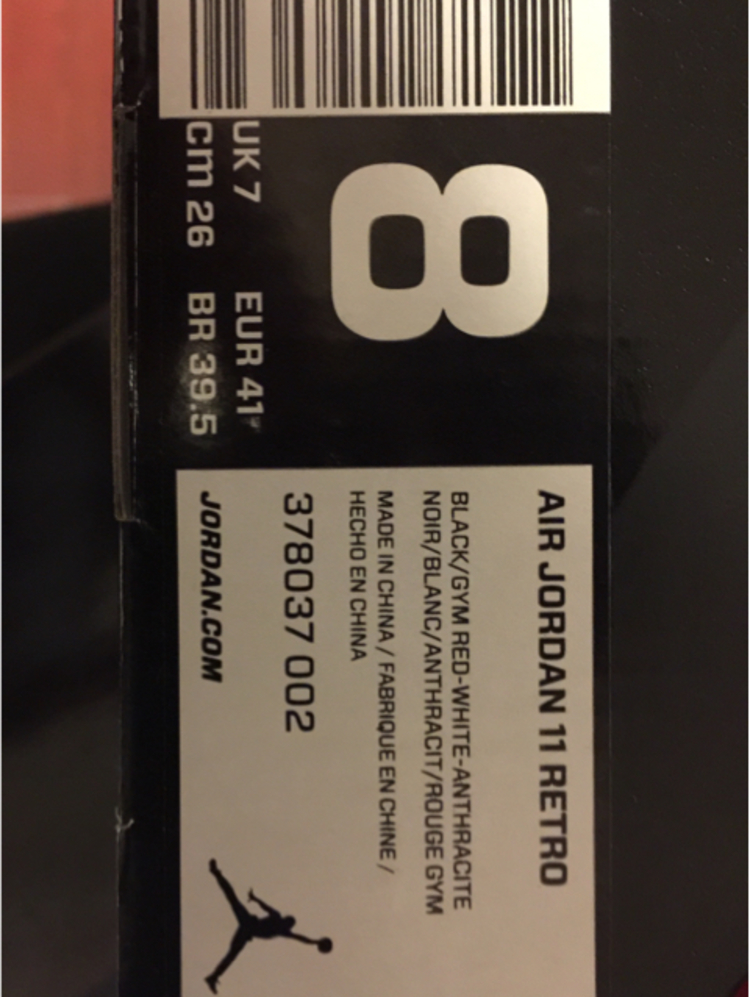 8
UK 7 EUR 41
cm 26 BR 39.5
AIR JORDAN 11 RETRO
BLACK/GYM RED-WHITE-ANTHRACITE
NOIR/BLANC/ANTHRACIT/ROUGE GYM
MADE IN CHINA / FABRIQUE EN CHINE /
HECHO EN CHINA
378037 002
JORDAN.COM